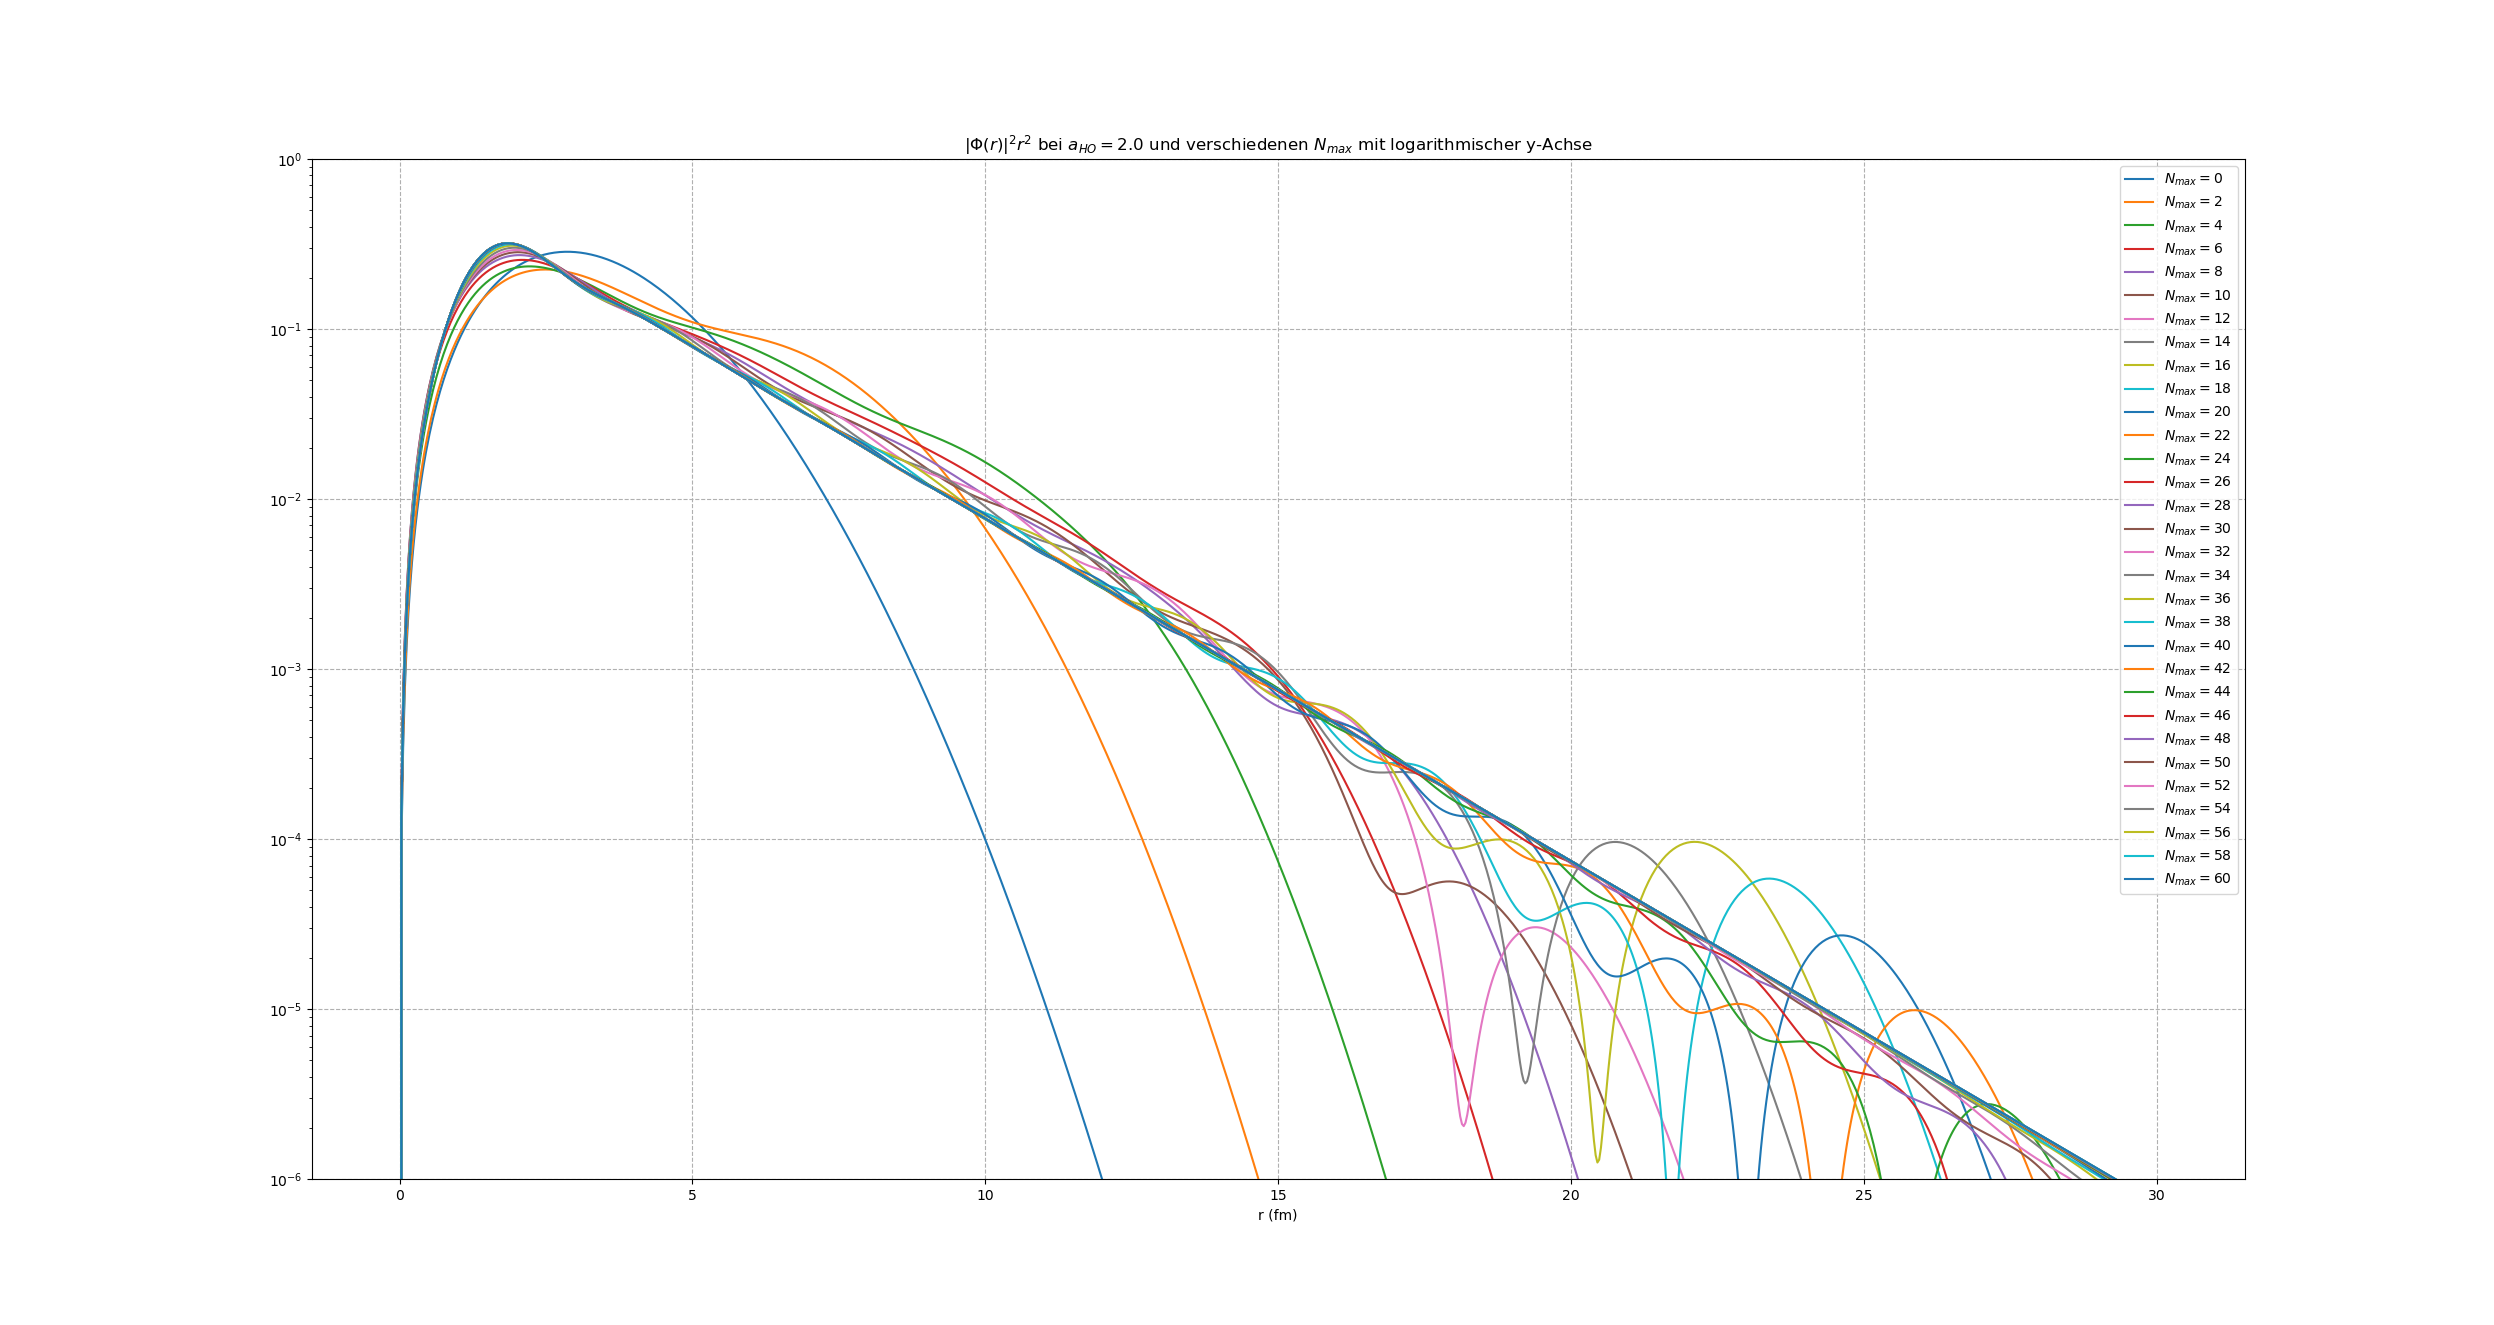 |Φ(r)|²r² bei a_HO = 2.0 und verschiedenen N_max mit logarithmischer y-Achse
10⁰
10⁻¹
10⁻²
10⁻³
10⁻⁴
10⁻⁵
10⁻⁶
0 5 10 15 20 25 30
r (fm)
N_max = 0
N_max = 2
N_max = 4
N_max = 6
N_max = 8
N_max = 10
N_max = 12
N_max = 14
N_max = 16
N_max = 18
N_max = 20
N_max = 22
N_max = 24
N_max = 26
N_max = 28
N_max = 30
N_max = 32
N_max = 34
N_max = 36
N_max = 38
N_max = 40
N_max = 42
N_max = 44
N_max = 46
N_max = 48
N_max = 50
N_max = 52
N_max = 54
N_max = 56
N_max = 58
N_max = 60